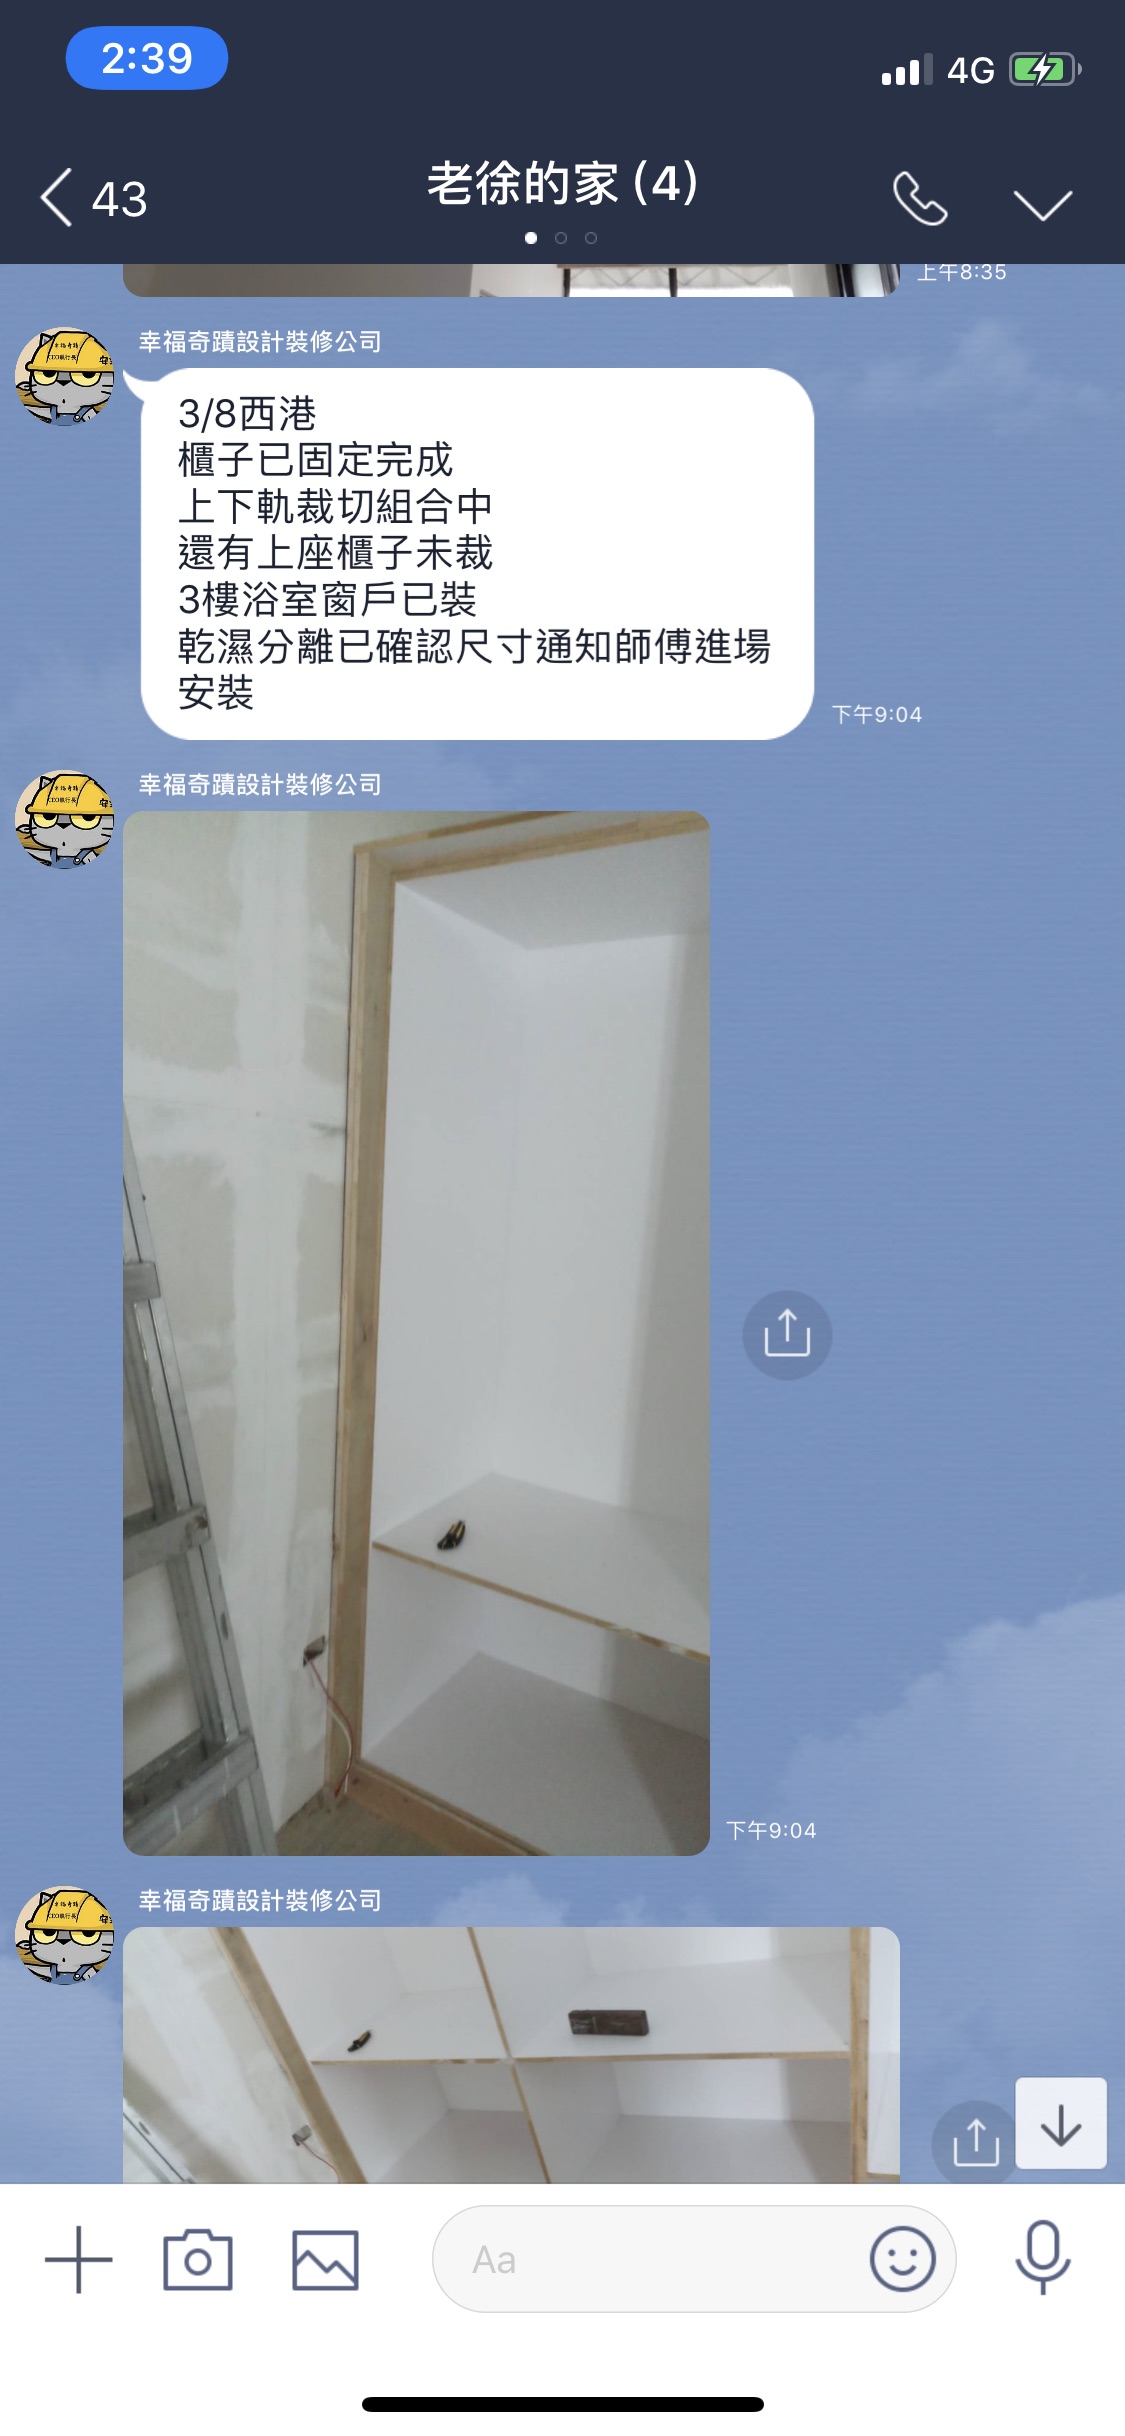 2:39
4G
43
老徐的家 (4)
上午8:35
幸福奇蹟設計裝修公司
3/8西港
櫃子已固定完成
上下軌裁切組合中
還有上座櫃子未裁
3樓浴室窗戶已裝
乾濕分離已確認尺寸通知師傅進場
安裝
下午9:04
幸福奇蹟設計裝修公司
下午9:04
幸福奇蹟設計裝修公司
Aa